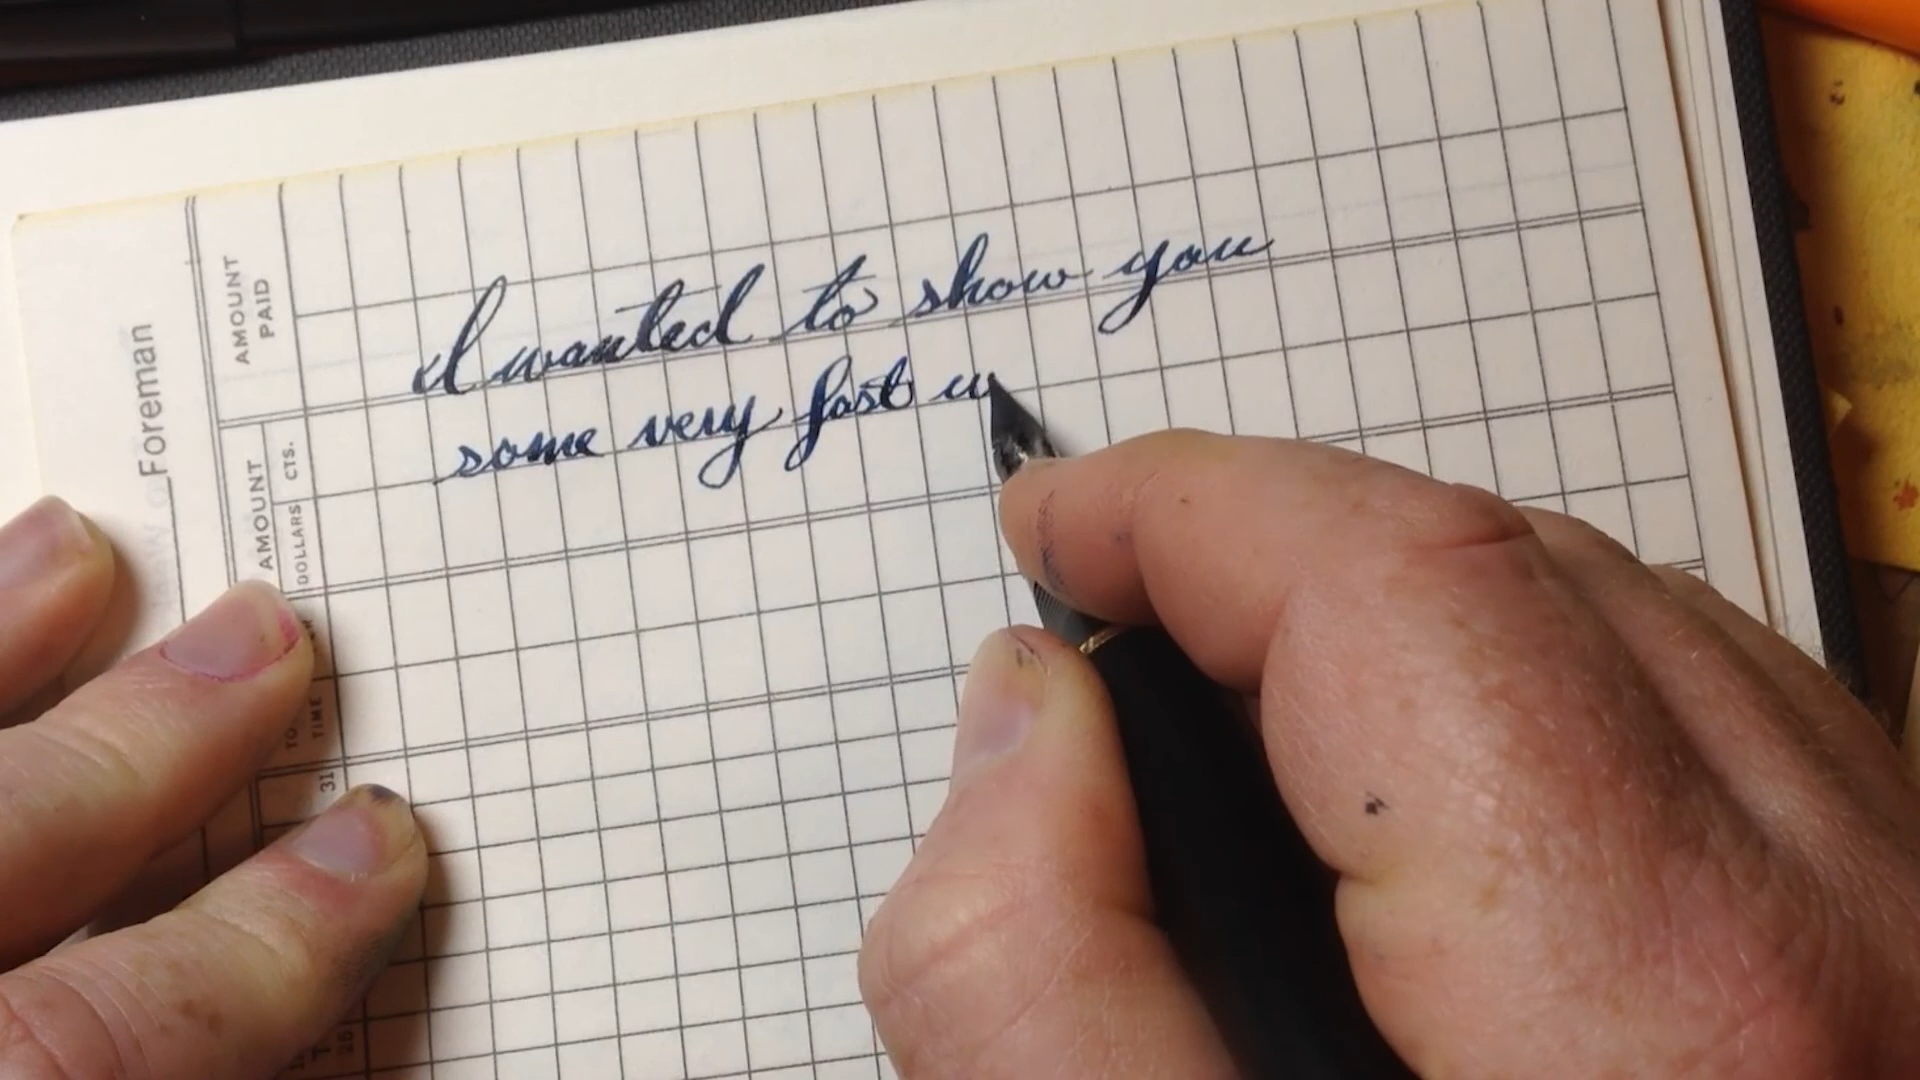 I wanted to show you
some very fast w
Foreman
AMOUNT
PAID
AMOUNT
DOLLARS CTS.
TIME
31